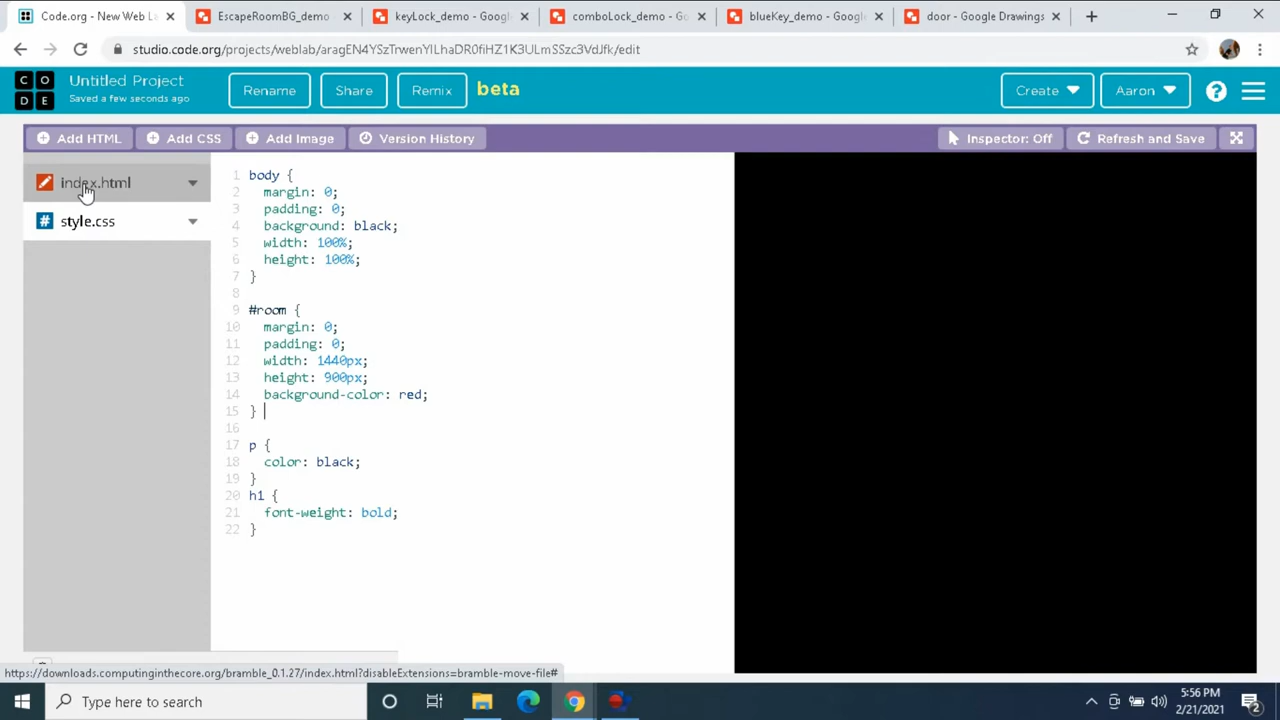 Code.org - New Web La
EscapeRoomBG_demo
keyLock_demo - Googl
comboLock_demo - Go
blueKey_demo - Googl
door - Google Drawings
studio.code.org/projects/weblab/aragEN4YSzTrwenYlLhaDR0fiHZ1K3ULmSSzc3VdJfk/edit
C O D E
Untitled Project
Saved a few seconds ago
Rename
Share
Remix
beta
Create
Aaron
?
Add HTML
Add CSS
Add Image
Version History
Inspector: Off
Refresh and Save
index.html
# style.css
1 body {
2 margin: 0;
3 padding: 0;
4 background: black;
5 width: 100%;
6 height: 100%;
7 }
8
9 #room {
10 margin: 0;
11 padding: 0;
12 width: 1440px;
13 height: 900px;
14 background-color: red;
15 }
16
17 p {
18 color: black;
19 }
20 h1 {
21 font-weight: bold;
22 }
https://downloads.computinginthecore.org/bramble_0.1.27/index.html?disableExtensions=bramble-move-file#
Type here to search
5:56 PM
2/21/2021
2